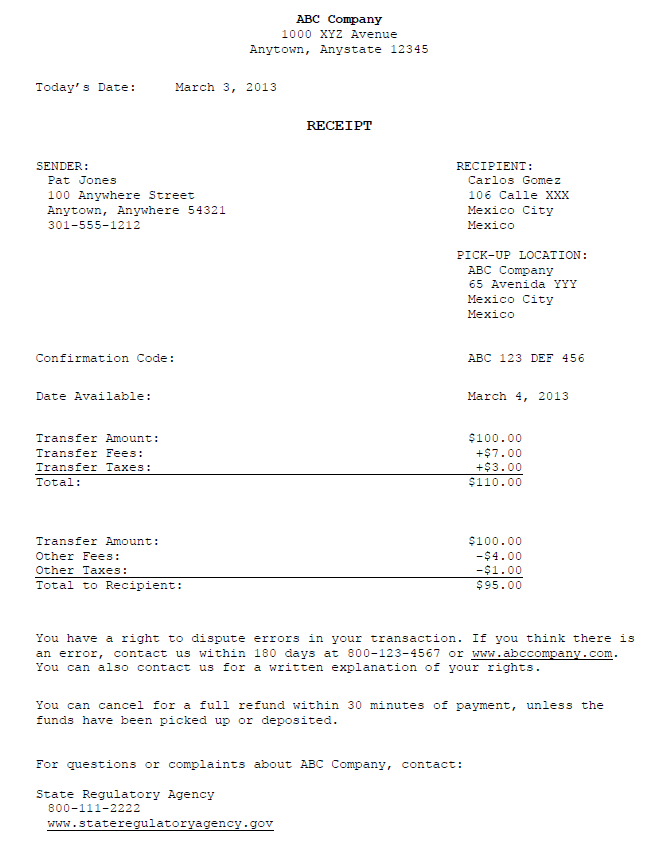 ABC Company
1000 XYZ Avenue
Anytown, Anystate 12345
Today's Date: March 3, 2013
RECEIPT
SENDER:
Pat Jones
100 Anywhere Street
Anytown, Anywhere 54321
301-555-1212
RECIPIENT:
Carlos Gomez
106 Calle XXX
Mexico City
Mexico
PICK-UP LOCATION:
ABC Company
65 Avenida YYY
Mexico City
Mexico
Confirmation Code: ABC 123 DEF 456
Date Available: March 4, 2013
Transfer Amount: $100.00
Transfer Fees: +$7.00
Transfer Taxes: +$3.00
Total: $110.00
Transfer Amount: $100.00
Other Fees: -$4.00
Other Taxes: -$1.00
Total to Recipient: $95.00
You have a right to dispute errors in your transaction. If you think there is
an error, contact us within 180 days at 800-123-4567 or www.abccompany.com.
You can also contact us for a written explanation of your rights.
You can cancel for a full refund within 30 minutes of payment, unless the
funds have been picked up or deposited.
For questions or complaints about ABC Company, contact:
State Regulatory Agency
800-111-2222
www.stateregulatoryagency.gov